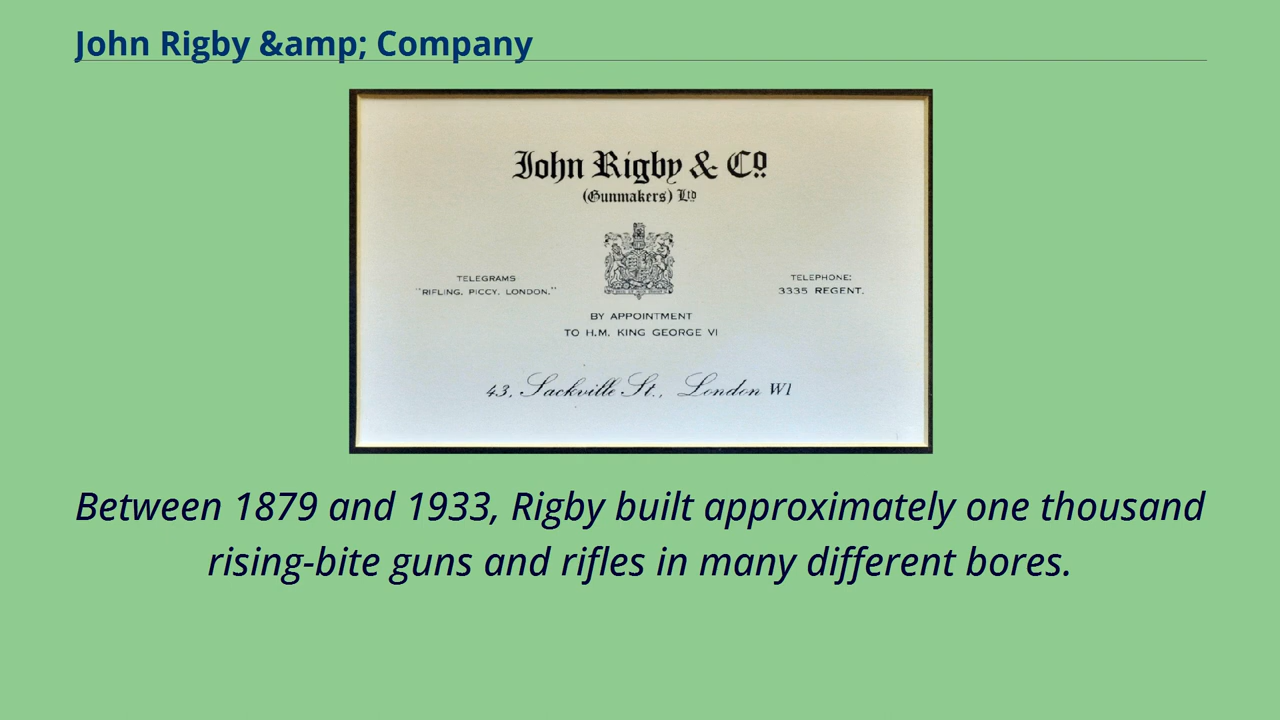 John Rigby &amp; Company
John Rigby & Co.
(Gunmakers) Ltd
TELEGRAMS
"RIFLING, PICCY, LONDON."
TELEPHONE:
3335 REGENT.
BY APPOINTMENT
TO H.M. KING GEORGE VI
43, Sackville St., London W1
Between 1879 and 1933, Rigby built approximately one thousand
rising-bite guns and rifles in many different bores.